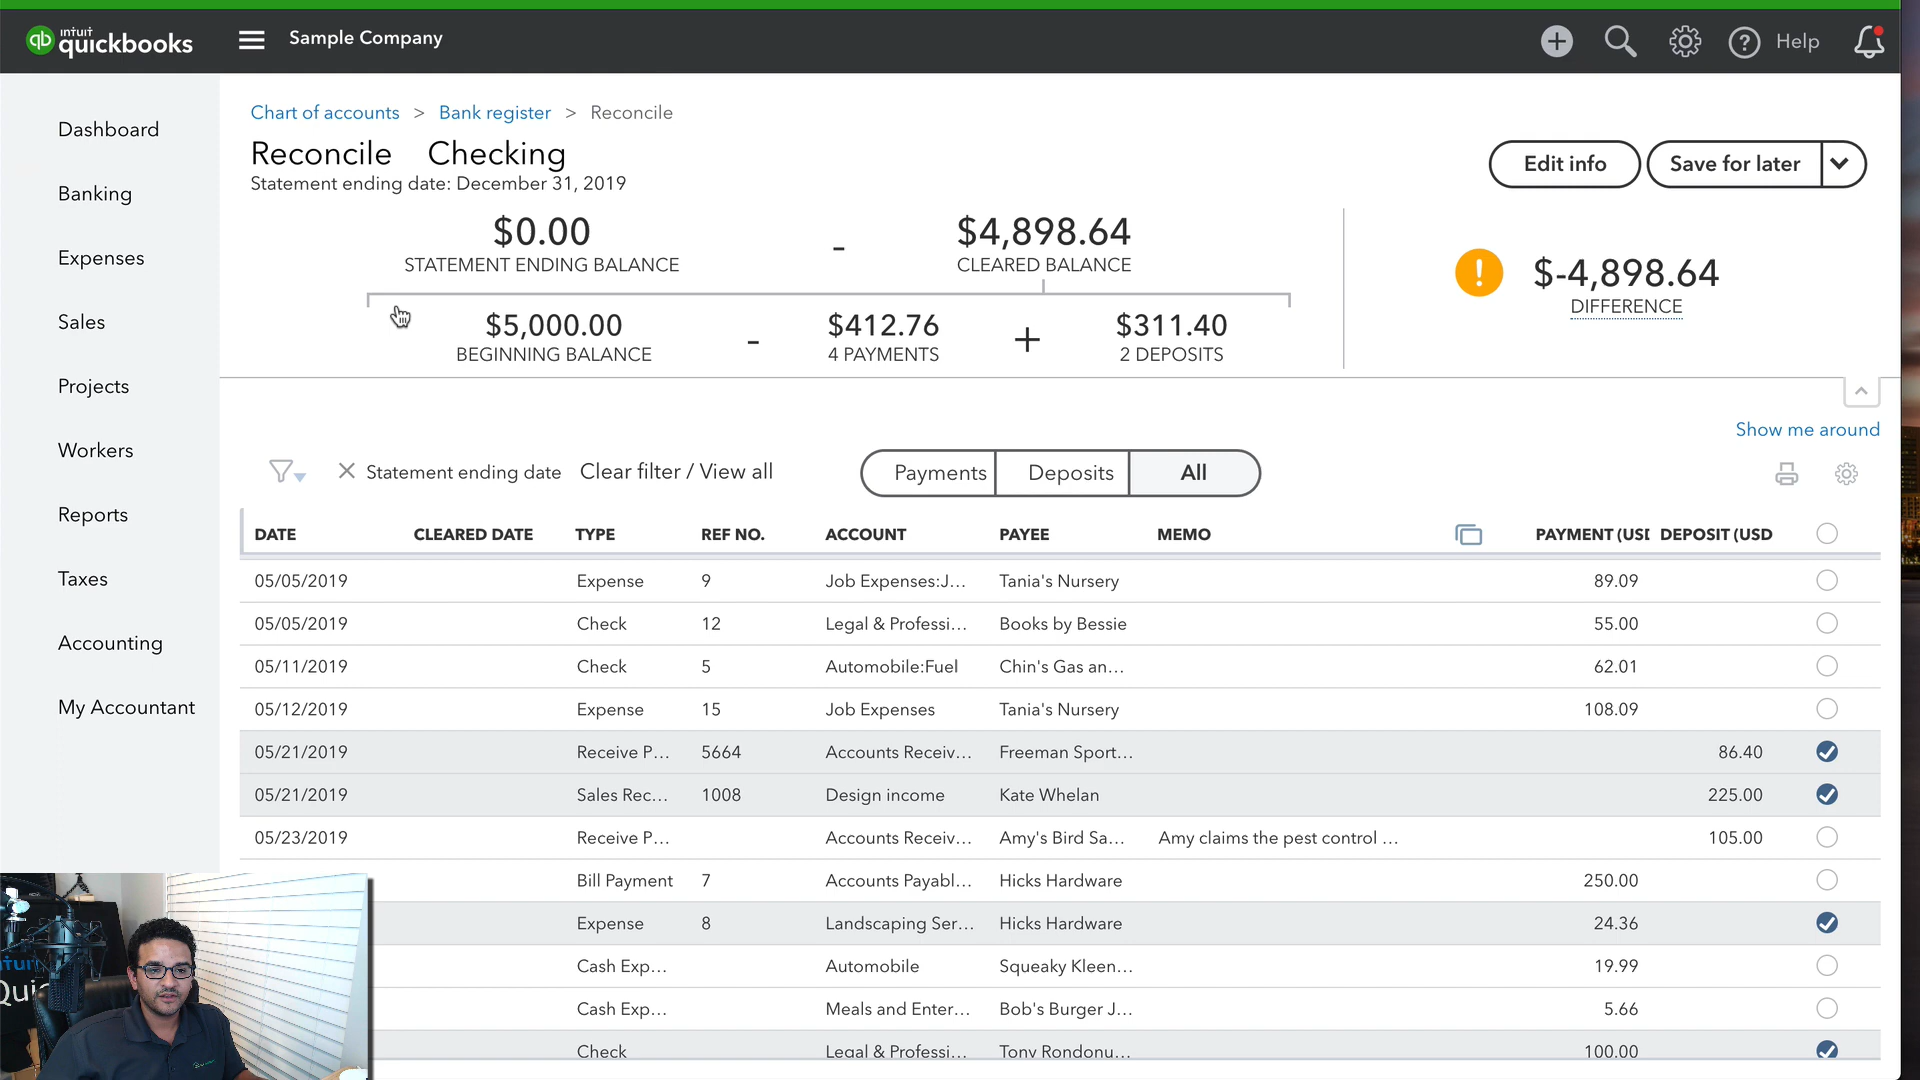 intuit
qb quickbooks
Sample Company
Help
Dashboard
Banking
Expenses
Sales
Projects
Workers
Reports
Taxes
Accounting
My Accountant
Chart of accounts > Bank register > Reconcile
Reconcile Checking
Statement ending date: December 31, 2019
Edit info
Save for later
$0.00
STATEMENT ENDING BALANCE
-
$4,898.64
CLEARED BALANCE
$5,000.00
BEGINNING BALANCE
-
$412.76
4 PAYMENTS
+
$311.40
2 DEPOSITS
! $-4,898.64
DIFFERENCE
Show me around
Statement ending date Clear filter / View all
Payments Deposits All
DATE CLEARED DATE TYPE REF NO. ACCOUNT PAYEE MEMO PAYMENT (USI DEPOSIT (USD
05/05/2019 Expense 9 Job Expenses:J... Tania's Nursery 89.09
05/05/2019 Check 12 Legal & Professi... Books by Bessie 55.00
05/11/2019 Check 5 Automobile:Fuel Chin's Gas an... 62.01
05/12/2019 Expense 15 Job Expenses Tania's Nursery 108.09
05/21/2019 Receive P... 5664 Accounts Receiv... Freeman Sport... 86.40
05/21/2019 Sales Rec... 1008 Design income Kate Whelan 225.00
05/23/2019 Receive P... Accounts Receiv... Amy's Bird Sa... Amy claims the pest control ... 105.00
Bill Payment 7 Accounts Payabl... Hicks Hardware 250.00
Expense 8 Landscaping Ser... Hicks Hardware 24.36
Cash Exp... Automobile Squeaky Kleen... 19.99
Cash Exp... Meals and Enter... Bob's Burger J... 5.66
Check Legal & Professi... Tony Rondonu... 100.00